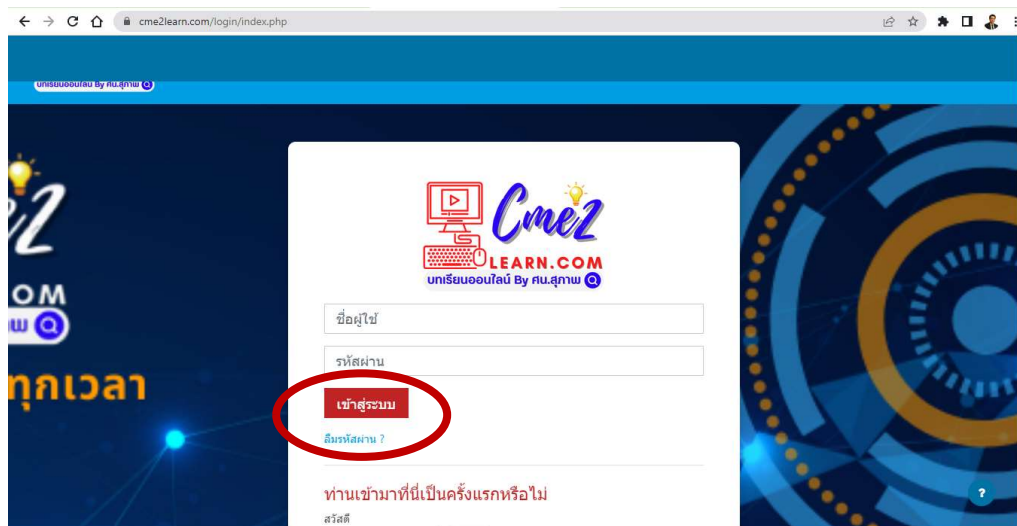 cme2learn.com/login/index.php
บทเรียนออนไลน์ By ศน.สุภาพ
Cme2
LEARN.COM
บทเรียนออนไลน์ By ศน.สุภาพ
OM
ทุกเวลา
ชื่อผู้ใช้
รหัสผ่าน
เข้าสู่ระบบ
ลืมรหัสผ่าน ?
ท่านเข้ามาที่นี่เป็นครั้งแรกหรือไม่
สวัสดี
?